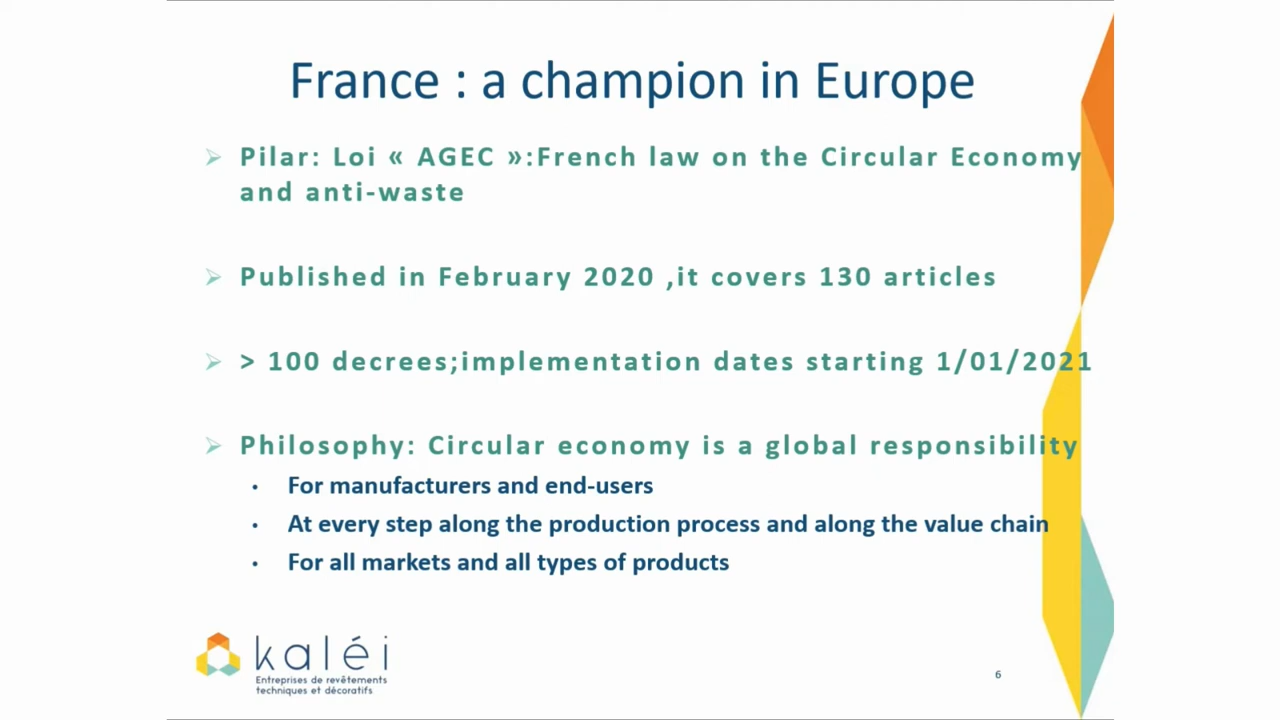 France : a champion in Europe
Pilar: Loi « AGEC »:French law on the Circular Economy
and anti-waste
Published in February 2020 ,it covers 130 articles
> 100 decrees;implementation dates starting 1/01/2021
Philosophy: Circular economy is a global responsibility
• For manufacturers and end-users
• At every step along the production process and along the value chain
• For all markets and all types of products
kaléi
Entreprises de revêtements
techniques et décoratifs
6